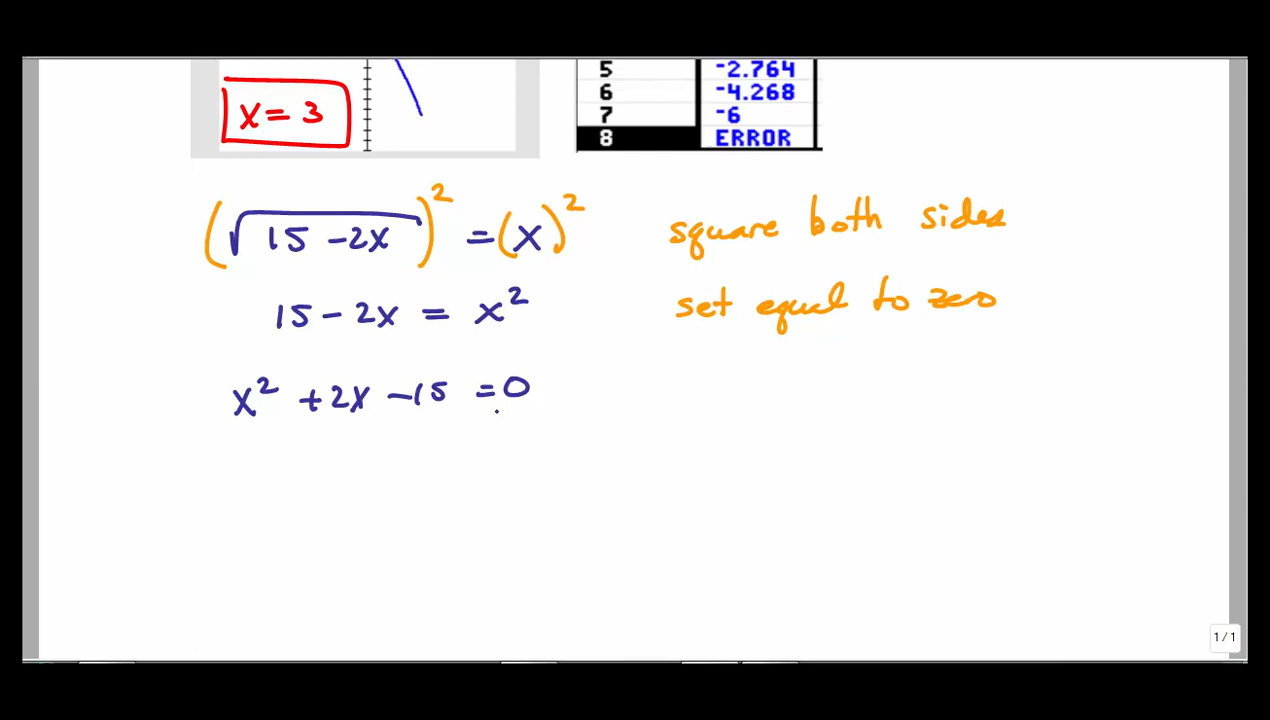 5 -2.764
6 -4.268
7 -6
8 ERROR
x = 3
(√(15 - 2x))² = (x)² square both sides
15 - 2x = x² set equal to zero
x² + 2x - 15 = 0
1 / 1